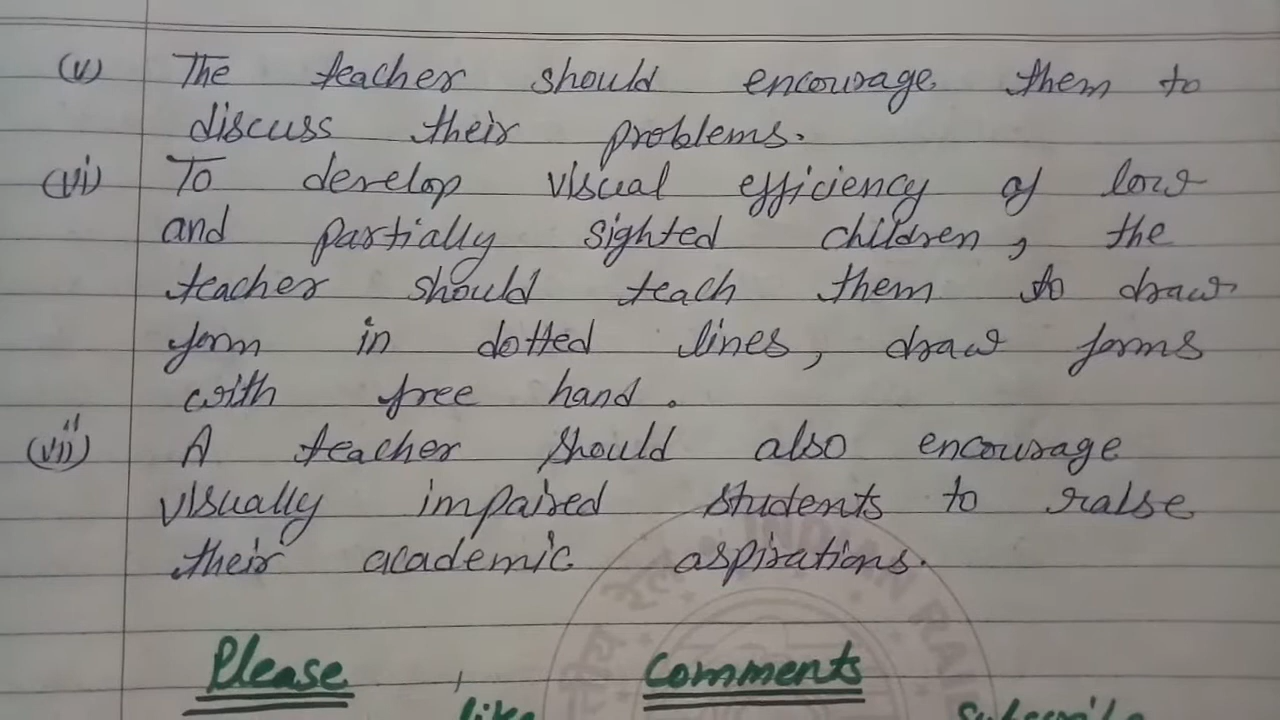 (v) The teacher should encourage them to
discuss their problems.
(vi) To develop visual efficiency of low
and partially sighted children, the
teacher should teach them to draw
form in dotted lines, draw forms
with free hand.
(vii) A teacher should also encourage
visually impaired students to raise
their academic aspirations.
Please Comments
like